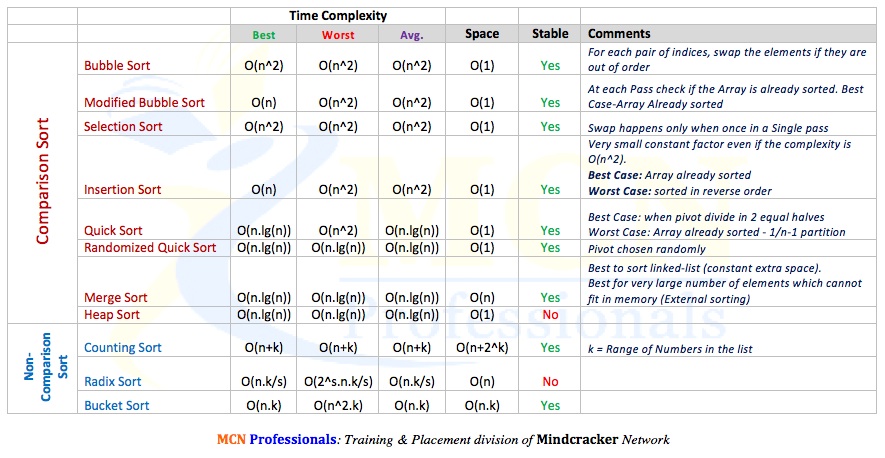 Time Complexity
Best Worst Avg. Space Stable Comments
Comparison Sort
For each pair of indices, swap the elements if they are
Bubble Sort O(n^2) O(n^2) O(n^2) O(1) Yes out of order
At each Pass check if the Array is already sorted. Best
Modified Bubble Sort O(n) O(n^2) O(n^2) O(1) Yes Case-Array Already sorted
Selection Sort O(n^2) O(n^2) O(n^2) O(1) Yes Swap happens only when once in a Single pass
Very small constant factor even if the complexity is
O(n^2).
Best Case: Array already sorted
Insertion Sort O(n) O(n^2) O(n^2) O(1) Yes Worst Case: sorted in reverse order
Best Case: when pivot divide in 2 equal halves
Quick Sort O(n.lg(n)) O(n^2) O(n.lg(n)) O(1) Yes Worst Case: Array already sorted - 1/n-1 partition
Randomized Quick Sort O(n.lg(n)) O(n.lg(n)) O(n.lg(n)) O(1) Yes Pivot chosen randomly
Best to sort linked-list (constant extra space).
Best for very large number of elements which cannot
Merge Sort O(n.lg(n)) O(n.lg(n)) O(n.lg(n)) O(n) Yes fit in memory (External sorting)
Heap Sort O(n.lg(n)) O(n.lg(n)) O(n.lg(n)) O(1) No
Non-
Comparison
Sort
Counting Sort O(n+k) O(n+k) O(n+k) O(n+2^k) Yes k = Range of Numbers in the list
Radix Sort O(n.k/s) O(2^s.n.k/s) O(n.k/s) O(n) No
Bucket Sort O(n.k) O(n^2.k) O(n.k) O(n.k) Yes
MCN
Professionals
MCN Professionals: Training & Placement division of Mindcracker Network